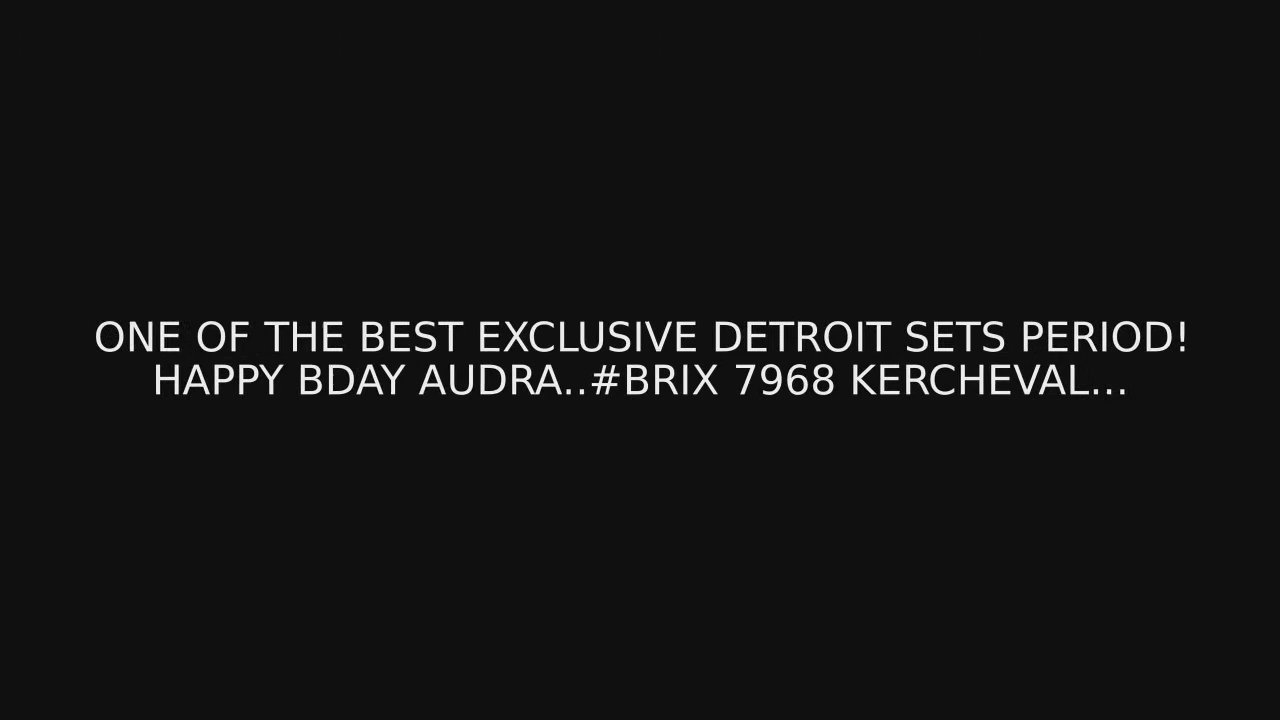 ONE OF THE BEST EXCLUSIVE DETROIT SETS PERIOD!
HAPPY BDAY AUDRA..#BRIX 7968 KERCHEVAL...